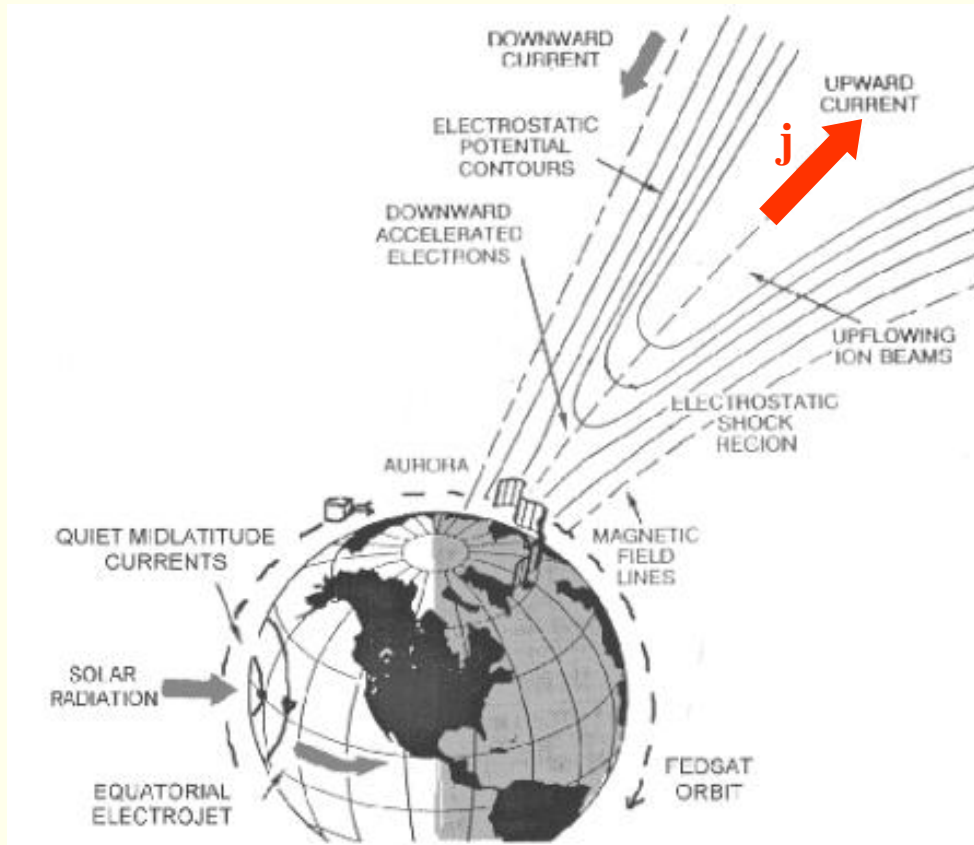 DOWNWARD
CURRENT
UPWARD
CURRENT
j
ELECTROSTATIC
POTENTIAL
CONTOURS
DOWNWARD
ACCELERATED
ELECTRONS
UPFLOWING
ION BEAMS
ELECTROSTATIC
SHOCK
REGION
AURORA
MAGNETIC
FIELD
LINES
QUIET MIDLATITUDE
CURRENTS
SOLAR
RADIATION
EQUATORIAL
ELECTROJET
FEDSAT
ORBIT